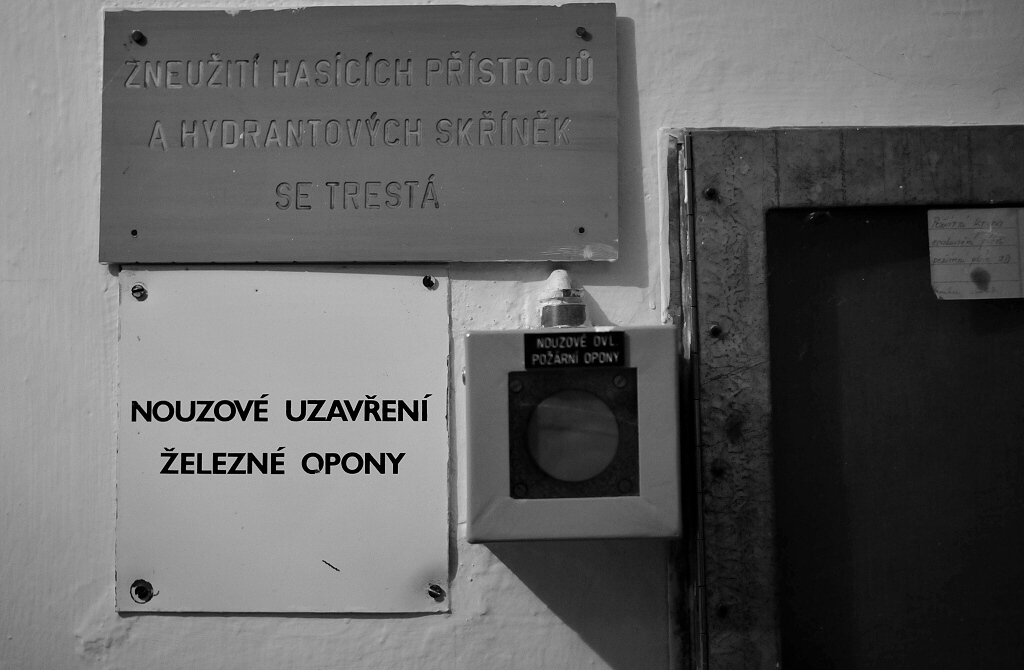 ZNEUŽITÍ HASÍCÍCH PŘÍSTROJŮ
A HYDRANTOVÝCH SKŘÍNĚK
SE TRESTÁ
NOUZOVÉ UZAVŘENÍ
ŽELEZNÉ OPONY
NOUZOVÉ OVL.
POŽÁRNÍ OPONY